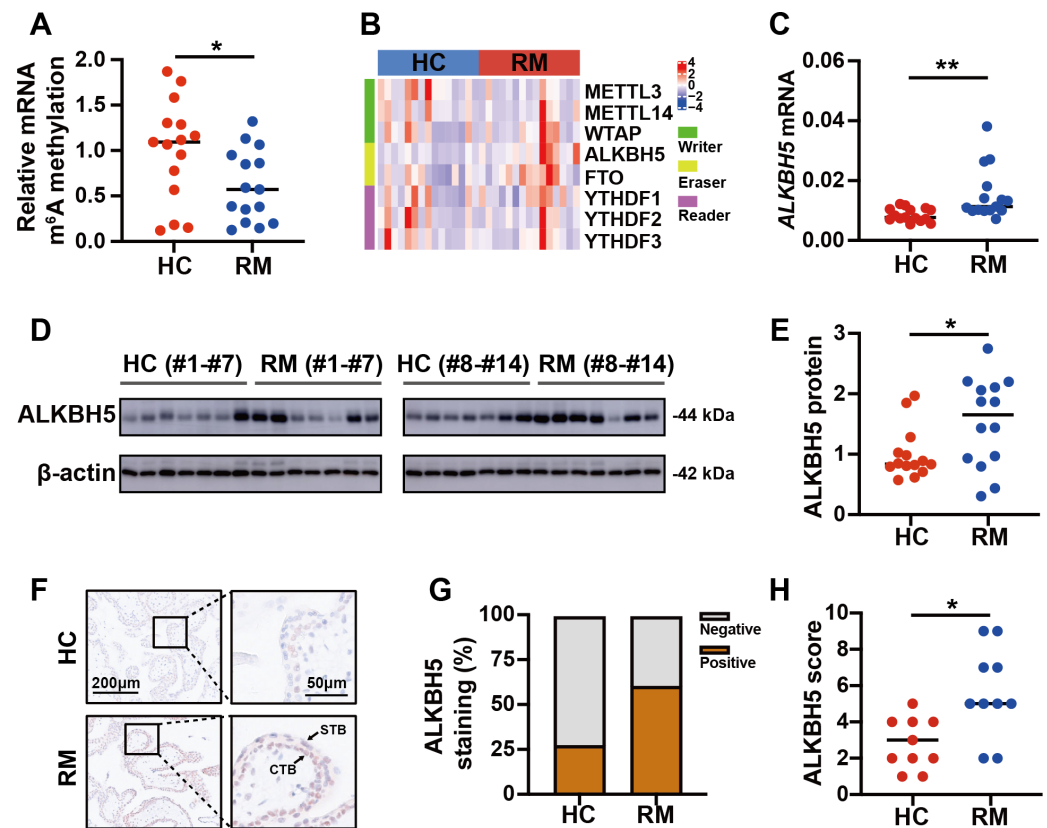 A
Relative mRNA
m⁶A methylation
2.0
1.5
1.0
0.5
0.0
*
HC
RM
B
HC
RM
METTL3
METTL14
WTAP
ALKBH5
FTO
YTHDF1
YTHDF2
YTHDF3
4
2
0
−2
−4
Writer
Eraser
Reader
C
ALKBH5 mRNA
0.06
0.04
0.02
0.00
**
HC
RM
D
HC (#1-#7)
RM (#1-#7)
HC (#8-#14)
RM (#8-#14)
ALKBH5
-44 kDa
β-actin
-42 kDa
E
ALKBH5 protein
3
2
1
0
*
HC
RM
F
HC
200μm
50μm
RM
STB
CTB
G
ALKBH5
staining (%)
100
75
50
25
0
HC
RM
Negative
Positive
H
ALKBH5 score
10
8
6
4
2
0
*
HC
RM